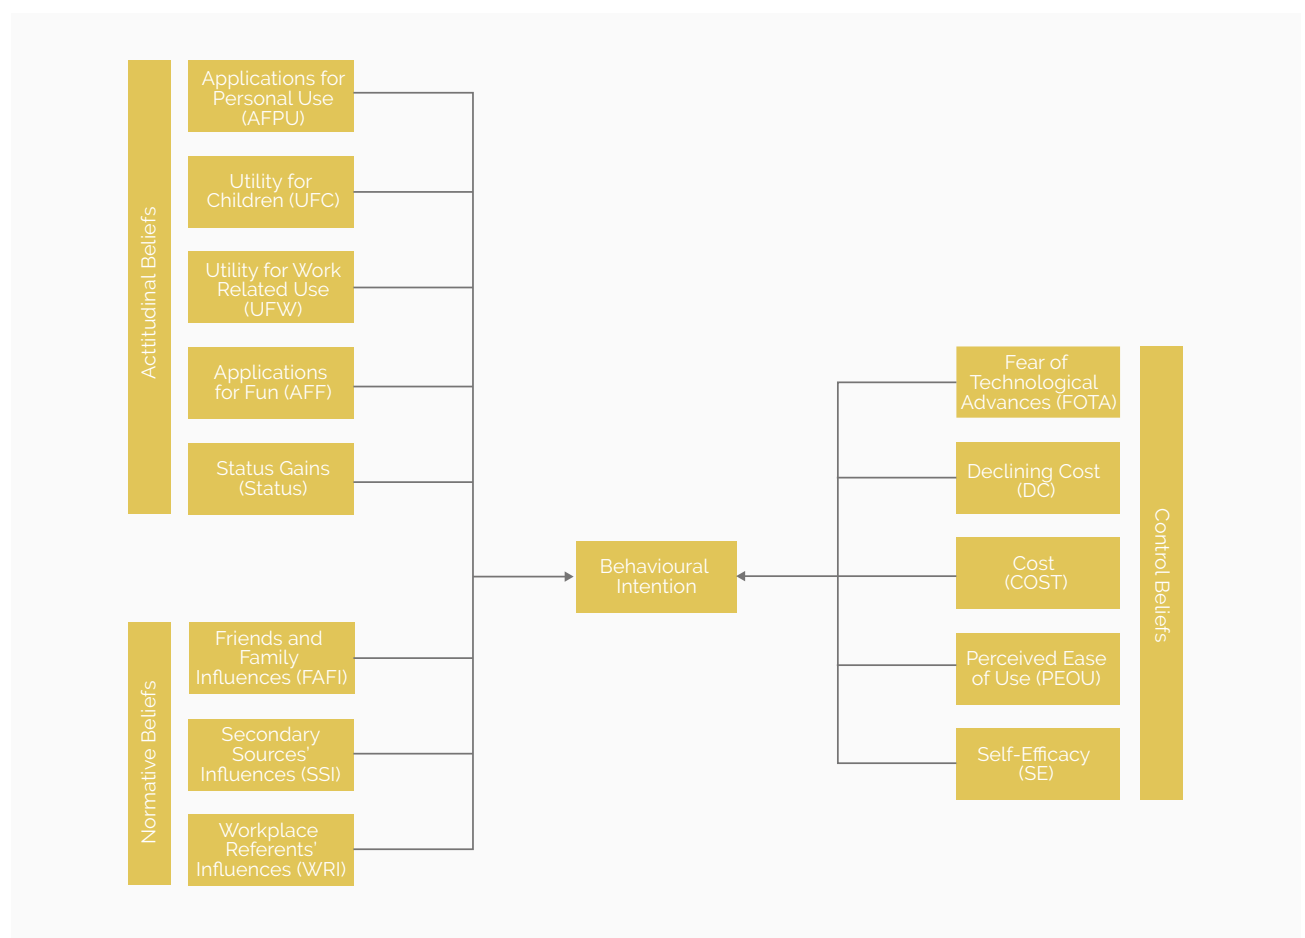 Acttitudinal Beliefs
Applications for
Personal Use
(AFPU)
Utility for
Children (UFC)
Utility for Work
Related Use
(UFW)
Applications
for Fun (AFF)
Status Gains
(Status)
Normative Beliefs
Friends and
Family
Influences (FAFI)
Secondary
Sources'
Influences (SSI)
Workplace
Referents'
Influences (WRI)
Behavioural
Intention
Fear of
Technological
Advances (FOTA)
Declining Cost
(DC)
Cost
(COST)
Perceived Ease
of Use (PEOU)
Self-Efficacy
(SE)
Control Beliefs